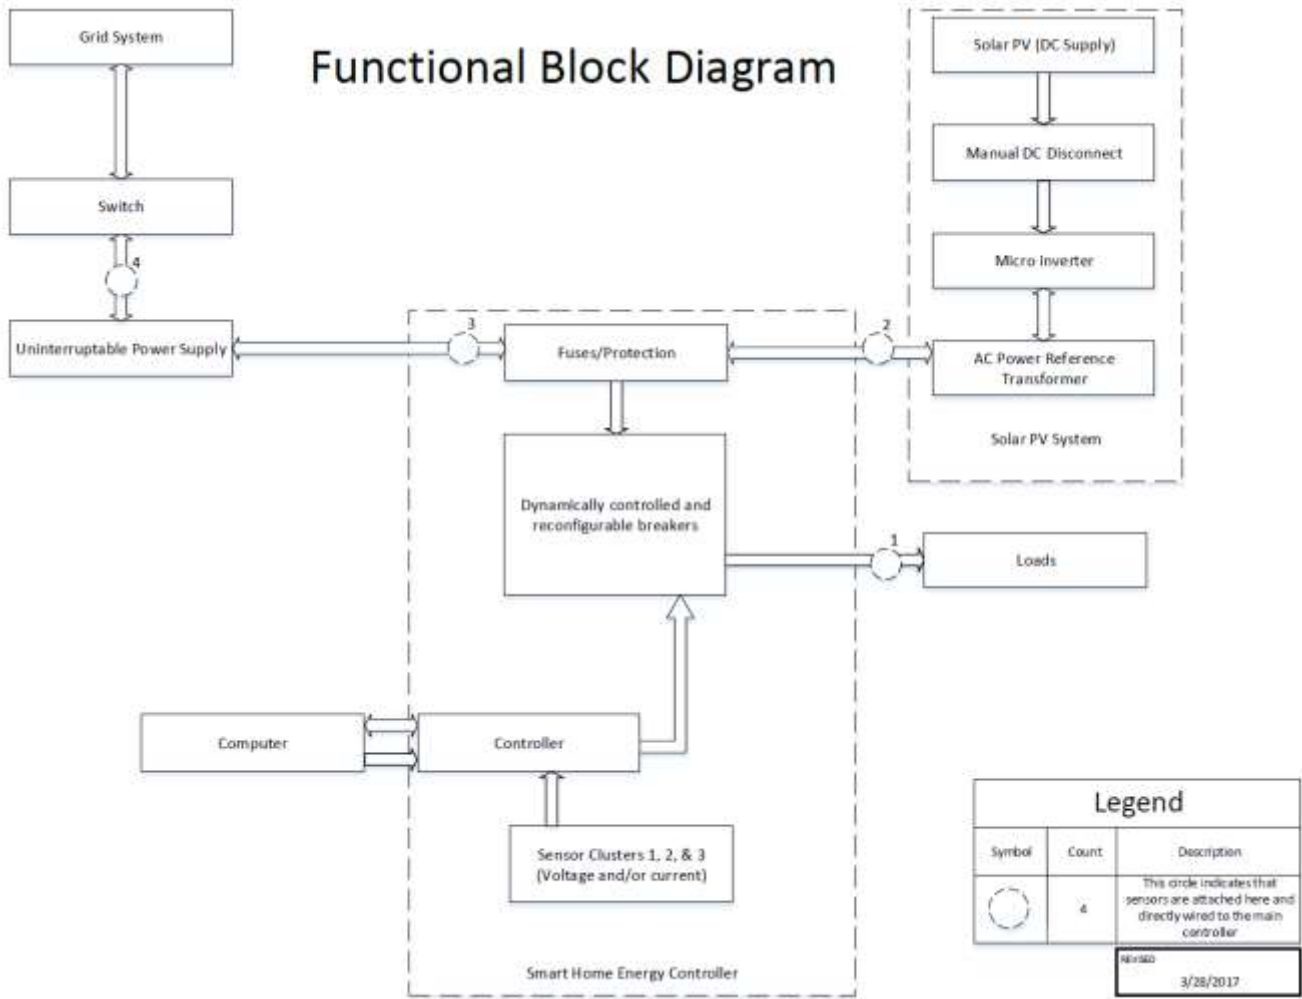 Functional Block Diagram
Grid System
Switch
4
Uninterruptable Power Supply
3
Fuses/Protection
2
Solar PV (DC Supply)
Manual DC Disconnect
Micro Inverter
AC Power Reference
Transformer
Solar PV System
Dynamically controlled and
reconfigurable breakers
1
Loads
Computer
Controller
Sensor Clusters 1, 2, & 3
(Voltage and/or current)
Smart Home Energy Controller
Legend
Symbol Count Description
4
This circle indicates that
sensors are attached here and
directly wired to the main
controller
REVISED
3/28/2017